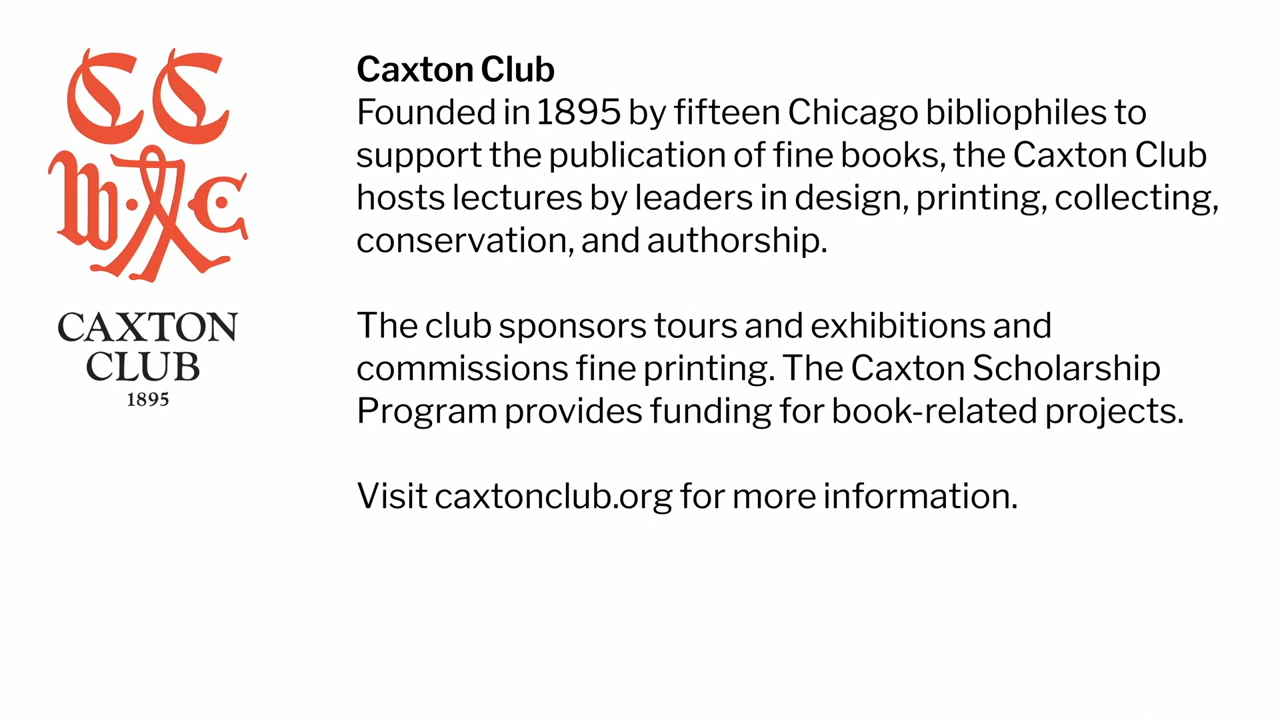 CC
W C
CAXTON
CLUB
1895
Caxton Club
Founded in 1895 by fifteen Chicago bibliophiles to
support the publication of fine books, the Caxton Club
hosts lectures by leaders in design, printing, collecting,
conservation, and authorship.
The club sponsors tours and exhibitions and
commissions fine printing. The Caxton Scholarship
Program provides funding for book-related projects.
Visit caxtonclub.org for more information.